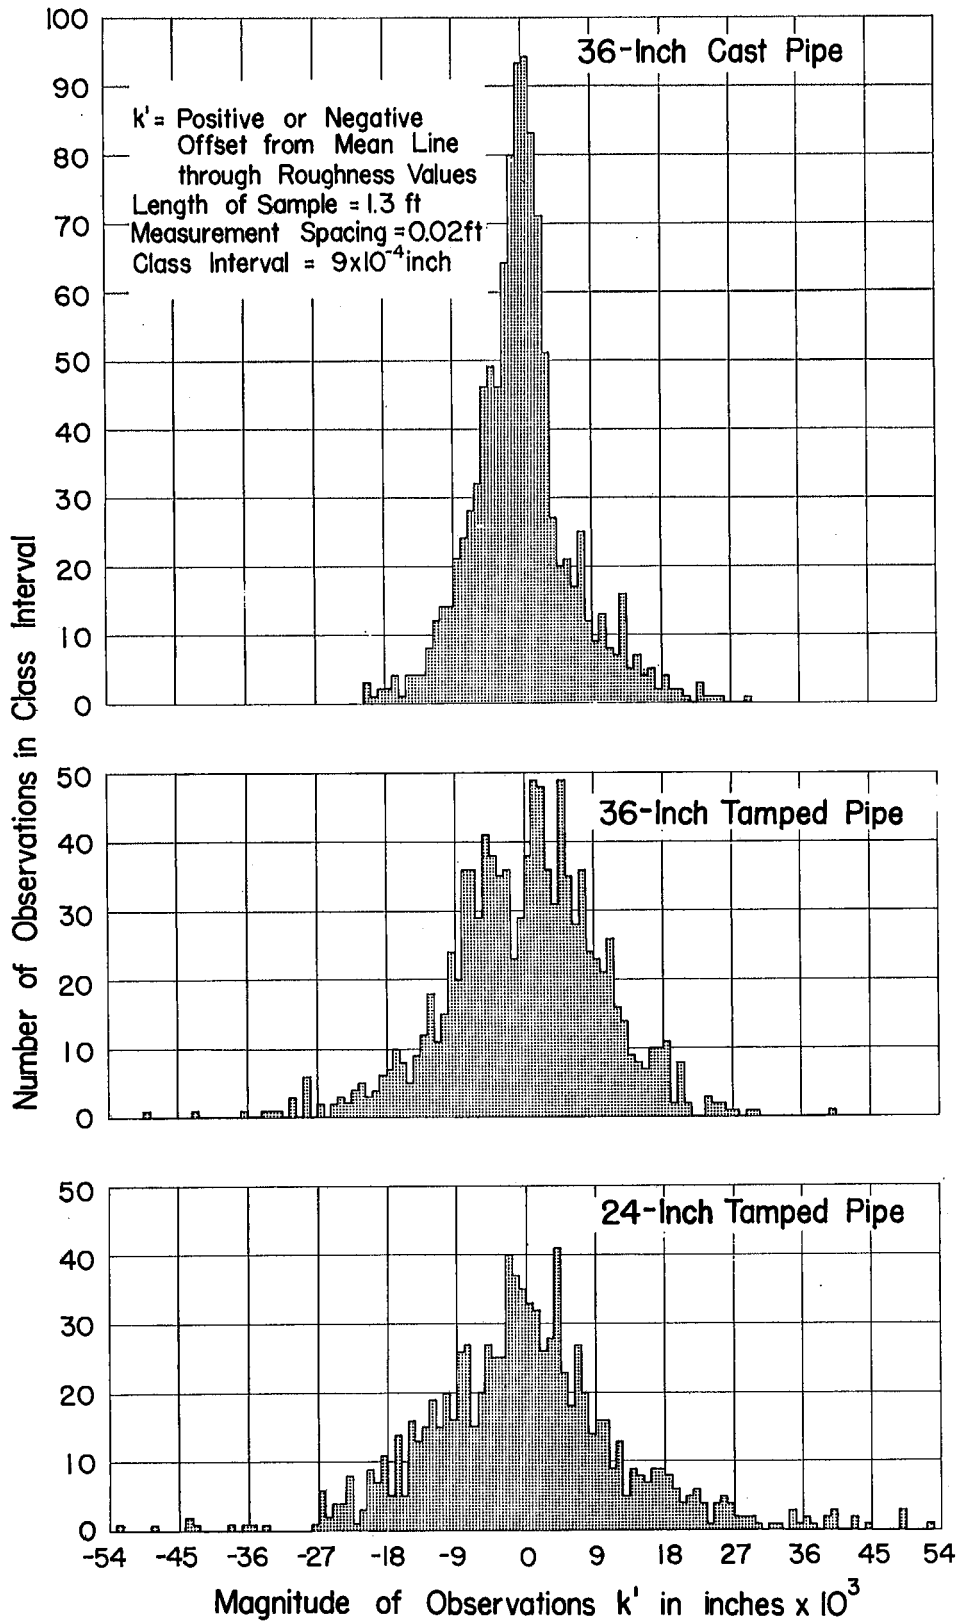 100
90
80
70
60
50
40
30
20
10
0
36-Inch Cast Pipe
k' = Positive or Negative
Offset from Mean Line
through Roughness Values
Length of Sample = 1.3 ft
Measurement Spacing = 0.02ft
Class Interval = 9x10⁻⁴ inch
Number of Observations in Class Interval
50
40
30
20
10
0
36-Inch Tamped Pipe
50
40
30
20
10
0
24-Inch Tamped Pipe
-54 -45 -36 -27 -18 -9 0 9 18 27 36 45 54
Magnitude of Observations k' in inches x 10³